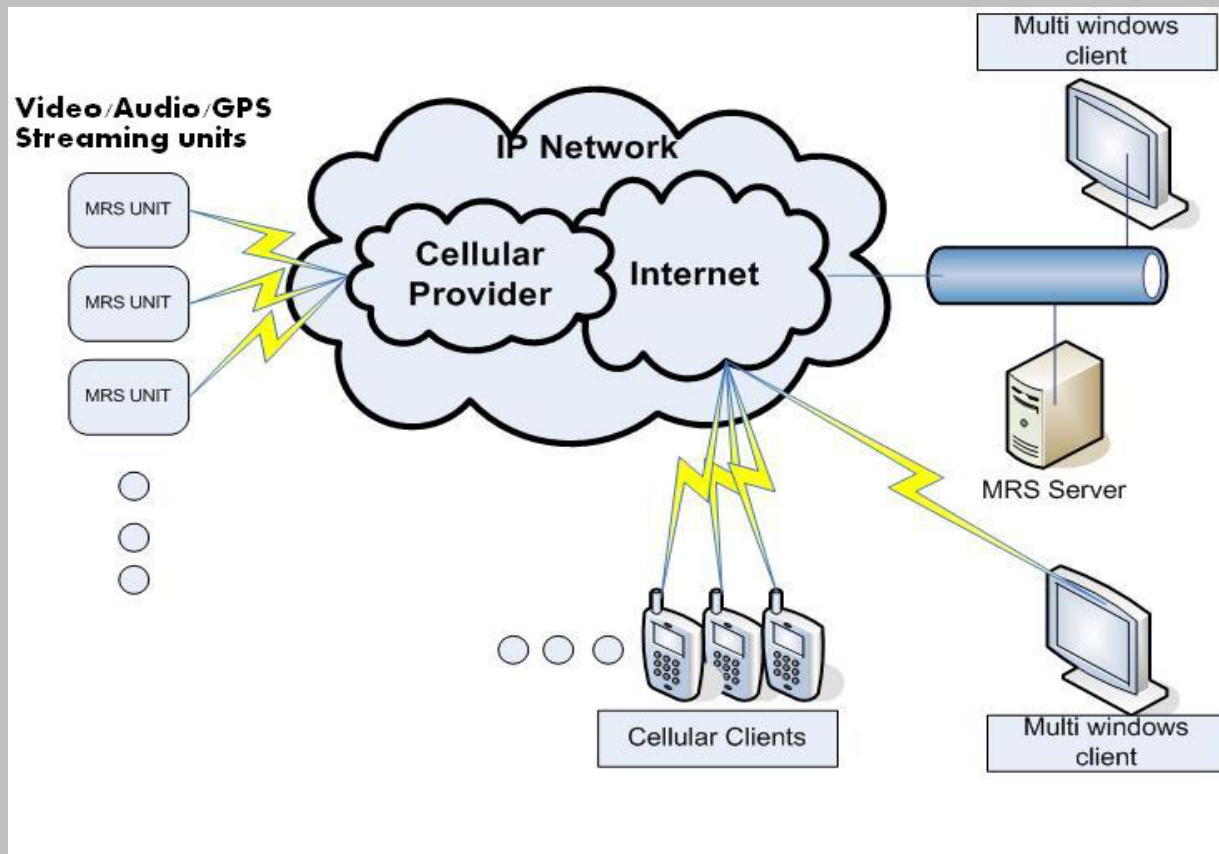 Multi windows
client
Video/Audio/GPS
Streaming units
IP Network
MRS UNIT
Cellular
Provider
Internet
MRS UNIT
MRS UNIT
MRS Server
Cellular Clients
Multi windows
client